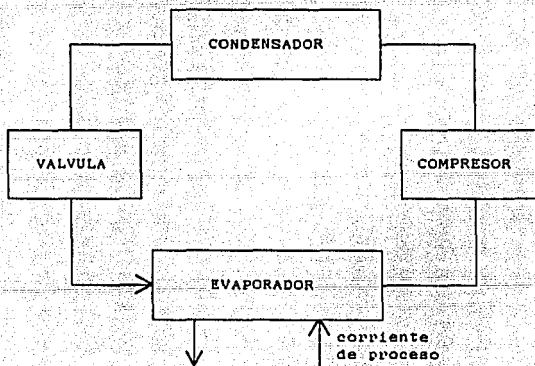 CONDENSADOR
VALVULA
COMPRESOR
EVAPORADOR
corriente
de proceso